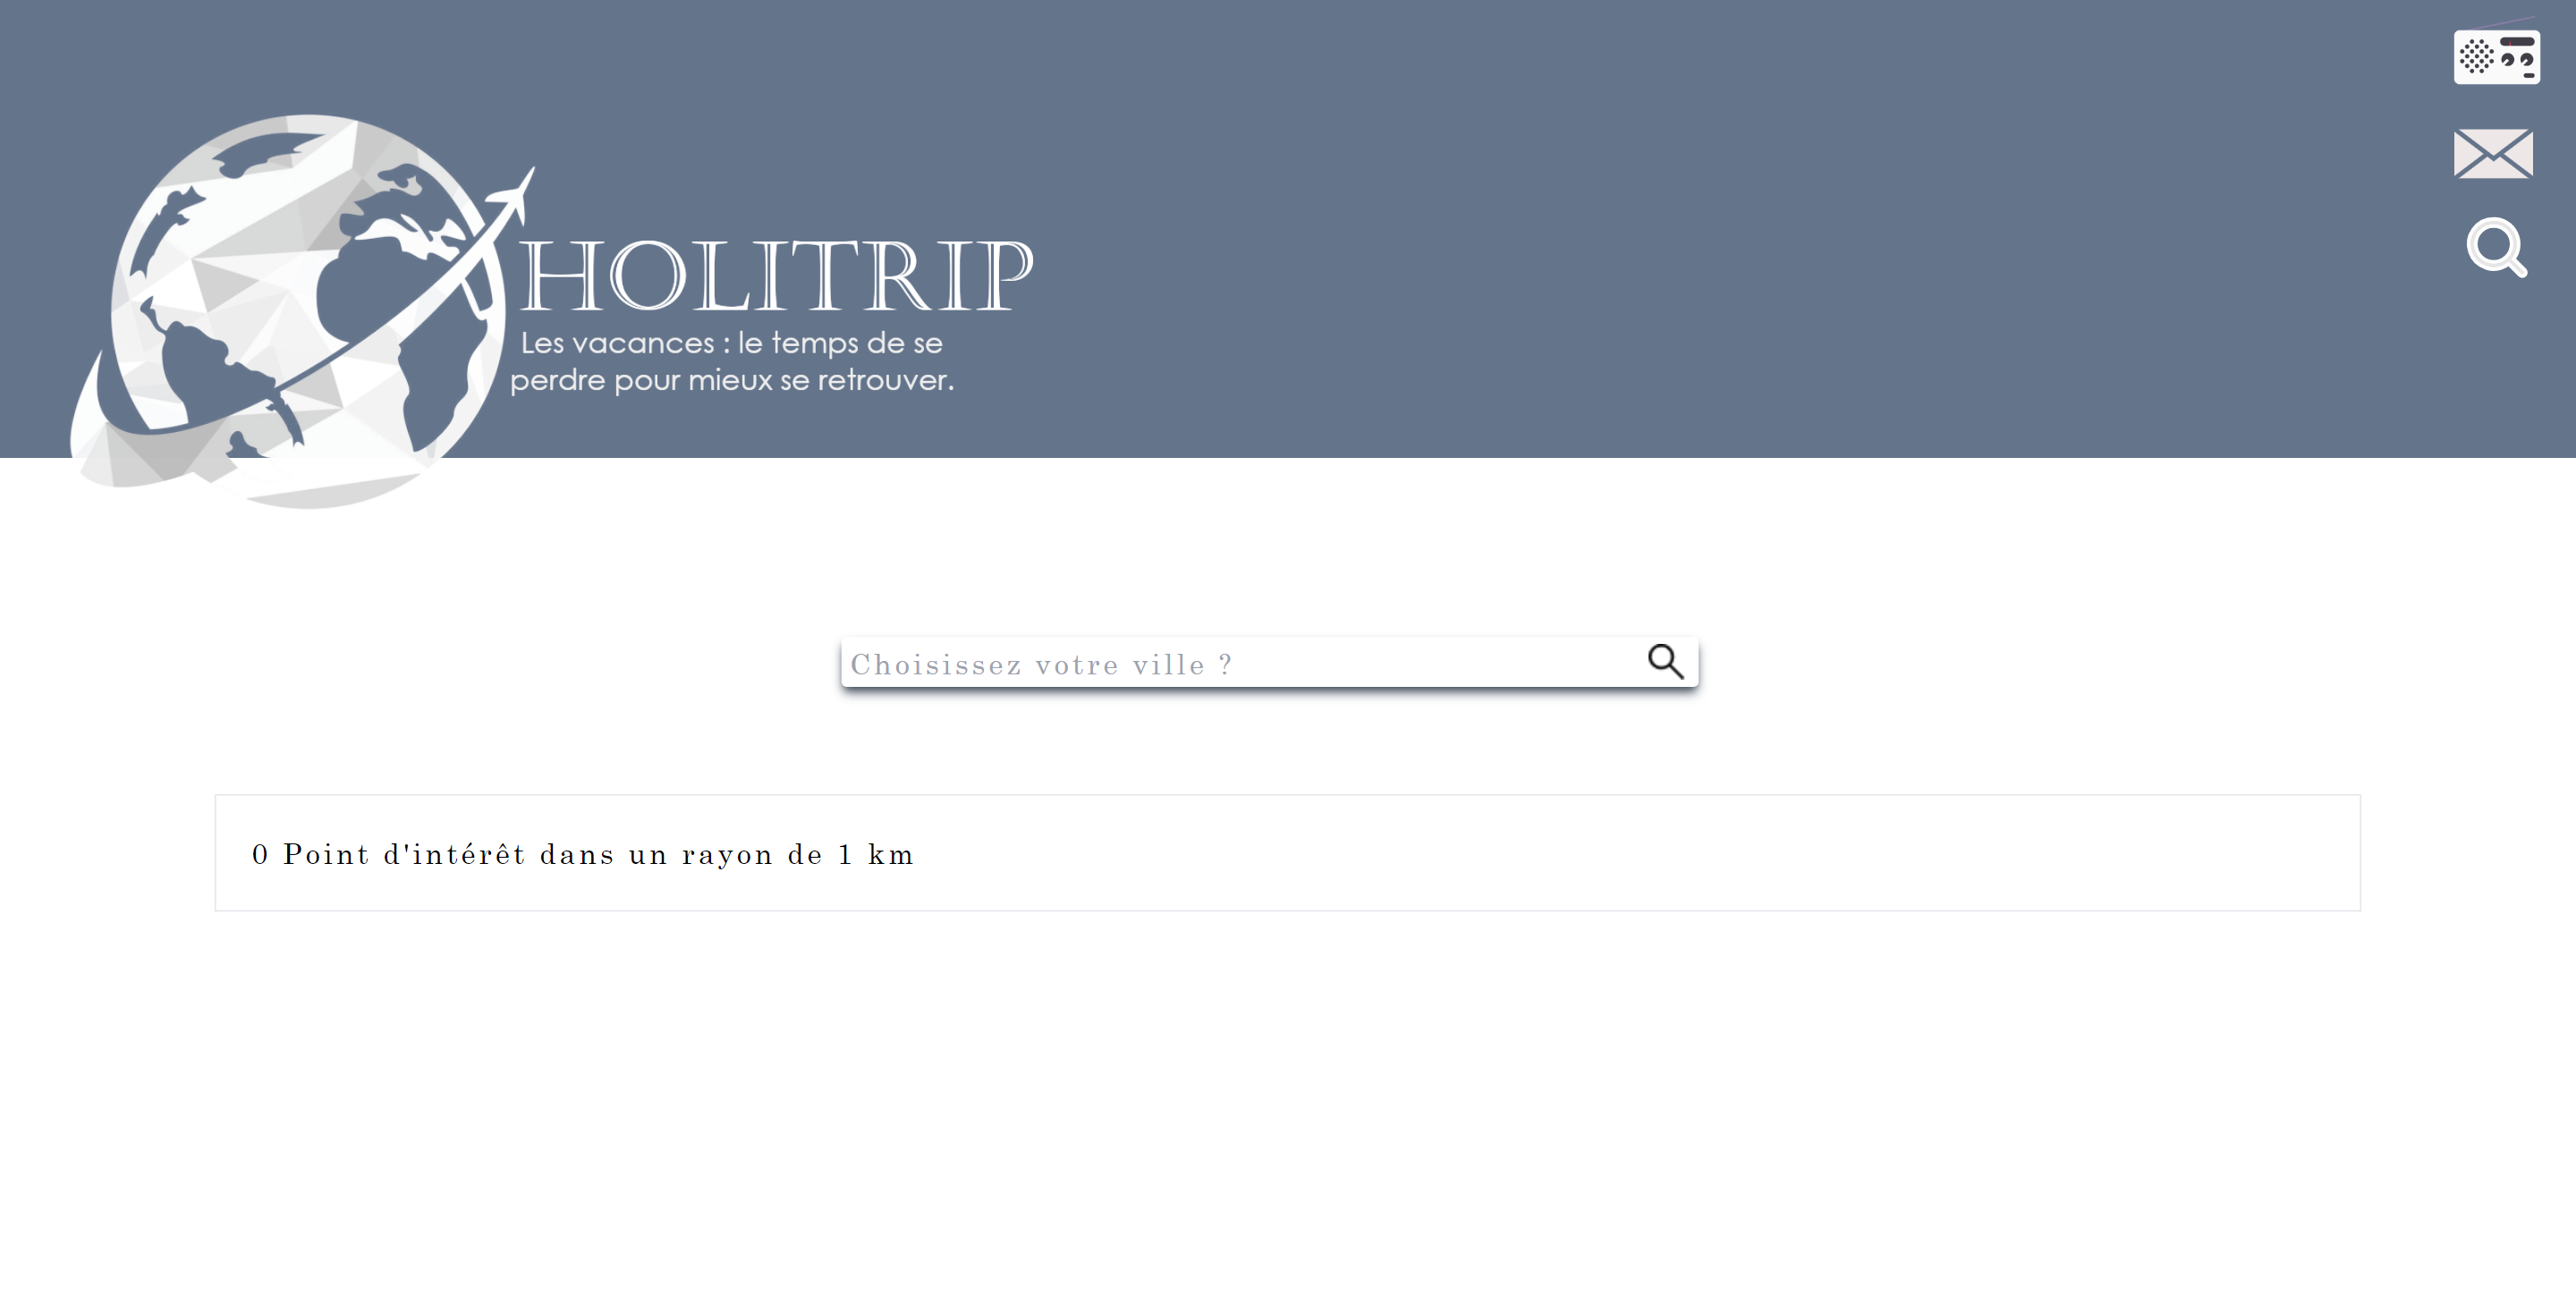 HOLITRIP
Les vacances : le temps de se
perdre pour mieux se retrouver.
Choisissez votre ville ?
0 Point d'intérêt dans un rayon de 1 km